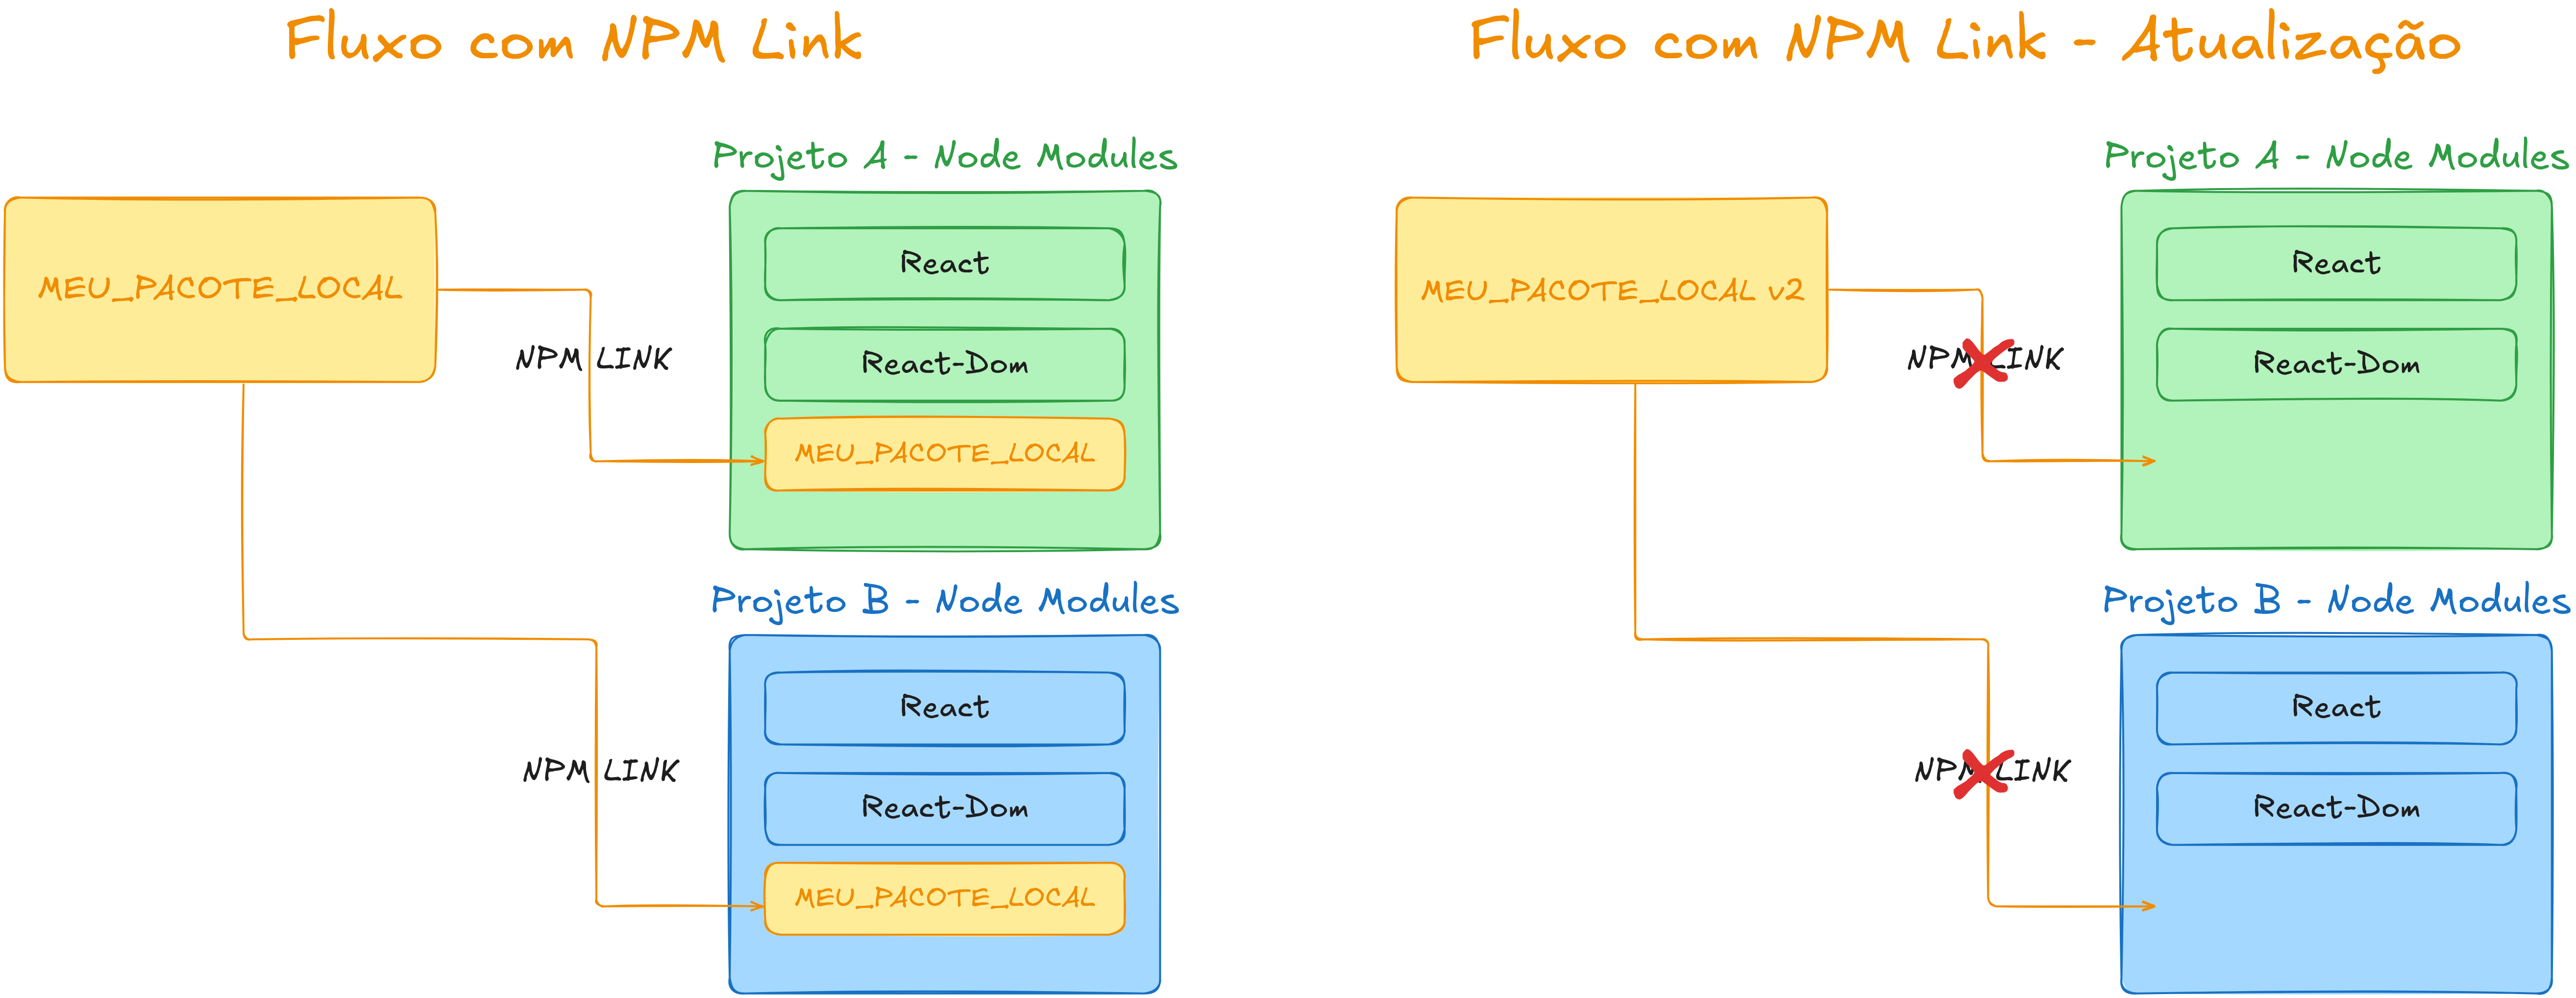 Fluxo com NPM Link
Projeto A - Node Modules
MEU_PACOTE_LOCAL
NPM LINK
React
React-Dom
MEU_PACOTE_LOCAL
Projeto B - Node Modules
NPM LINK
React
React-Dom
MEU_PACOTE_LOCAL
Fluxo com NPM Link - Atualização
Projeto A - Node Modules
MEU_PACOTE_LOCAL v2
NPM LINK
React
React-Dom
Projeto B - Node Modules
NPM LINK
React
React-Dom